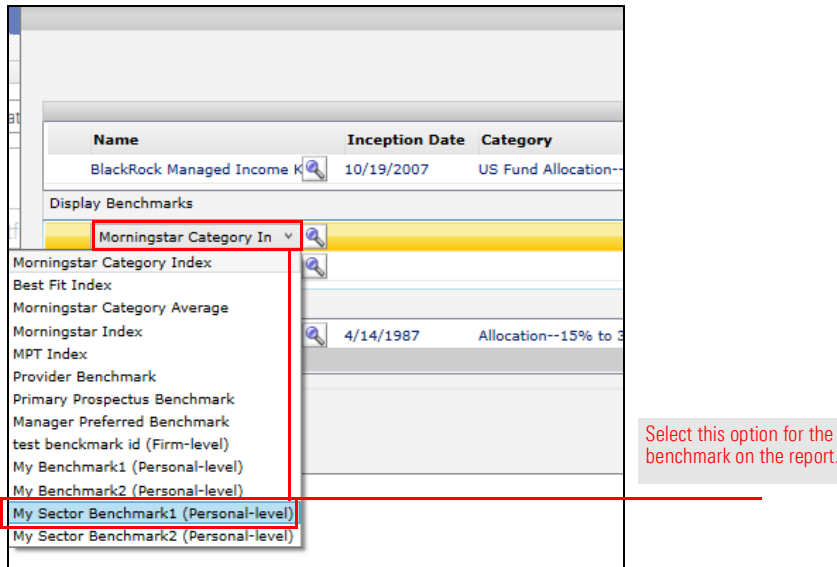 at
Name Inception Date Category
BlackRock Managed Income K 10/19/2007 US Fund Allocation--
Display Benchmarks
tf
Morningstar Category In
Morningstar Category Index
Best Fit Index
Morningstar Category Average
Morningstar Index 4/14/1987 Allocation--15% to 3
MPT Index
Provider Benchmark
Primary Prospectus Benchmark
Manager Preferred Benchmark
test benckmark id (Firm-level)
My Benchmark1 (Personal-level)
My Benchmark2 (Personal-level)
My Sector Benchmark1 (Personal-level)
My Sector Benchmark2 (Personal-level)
Select this option for the
benchmark on the report.